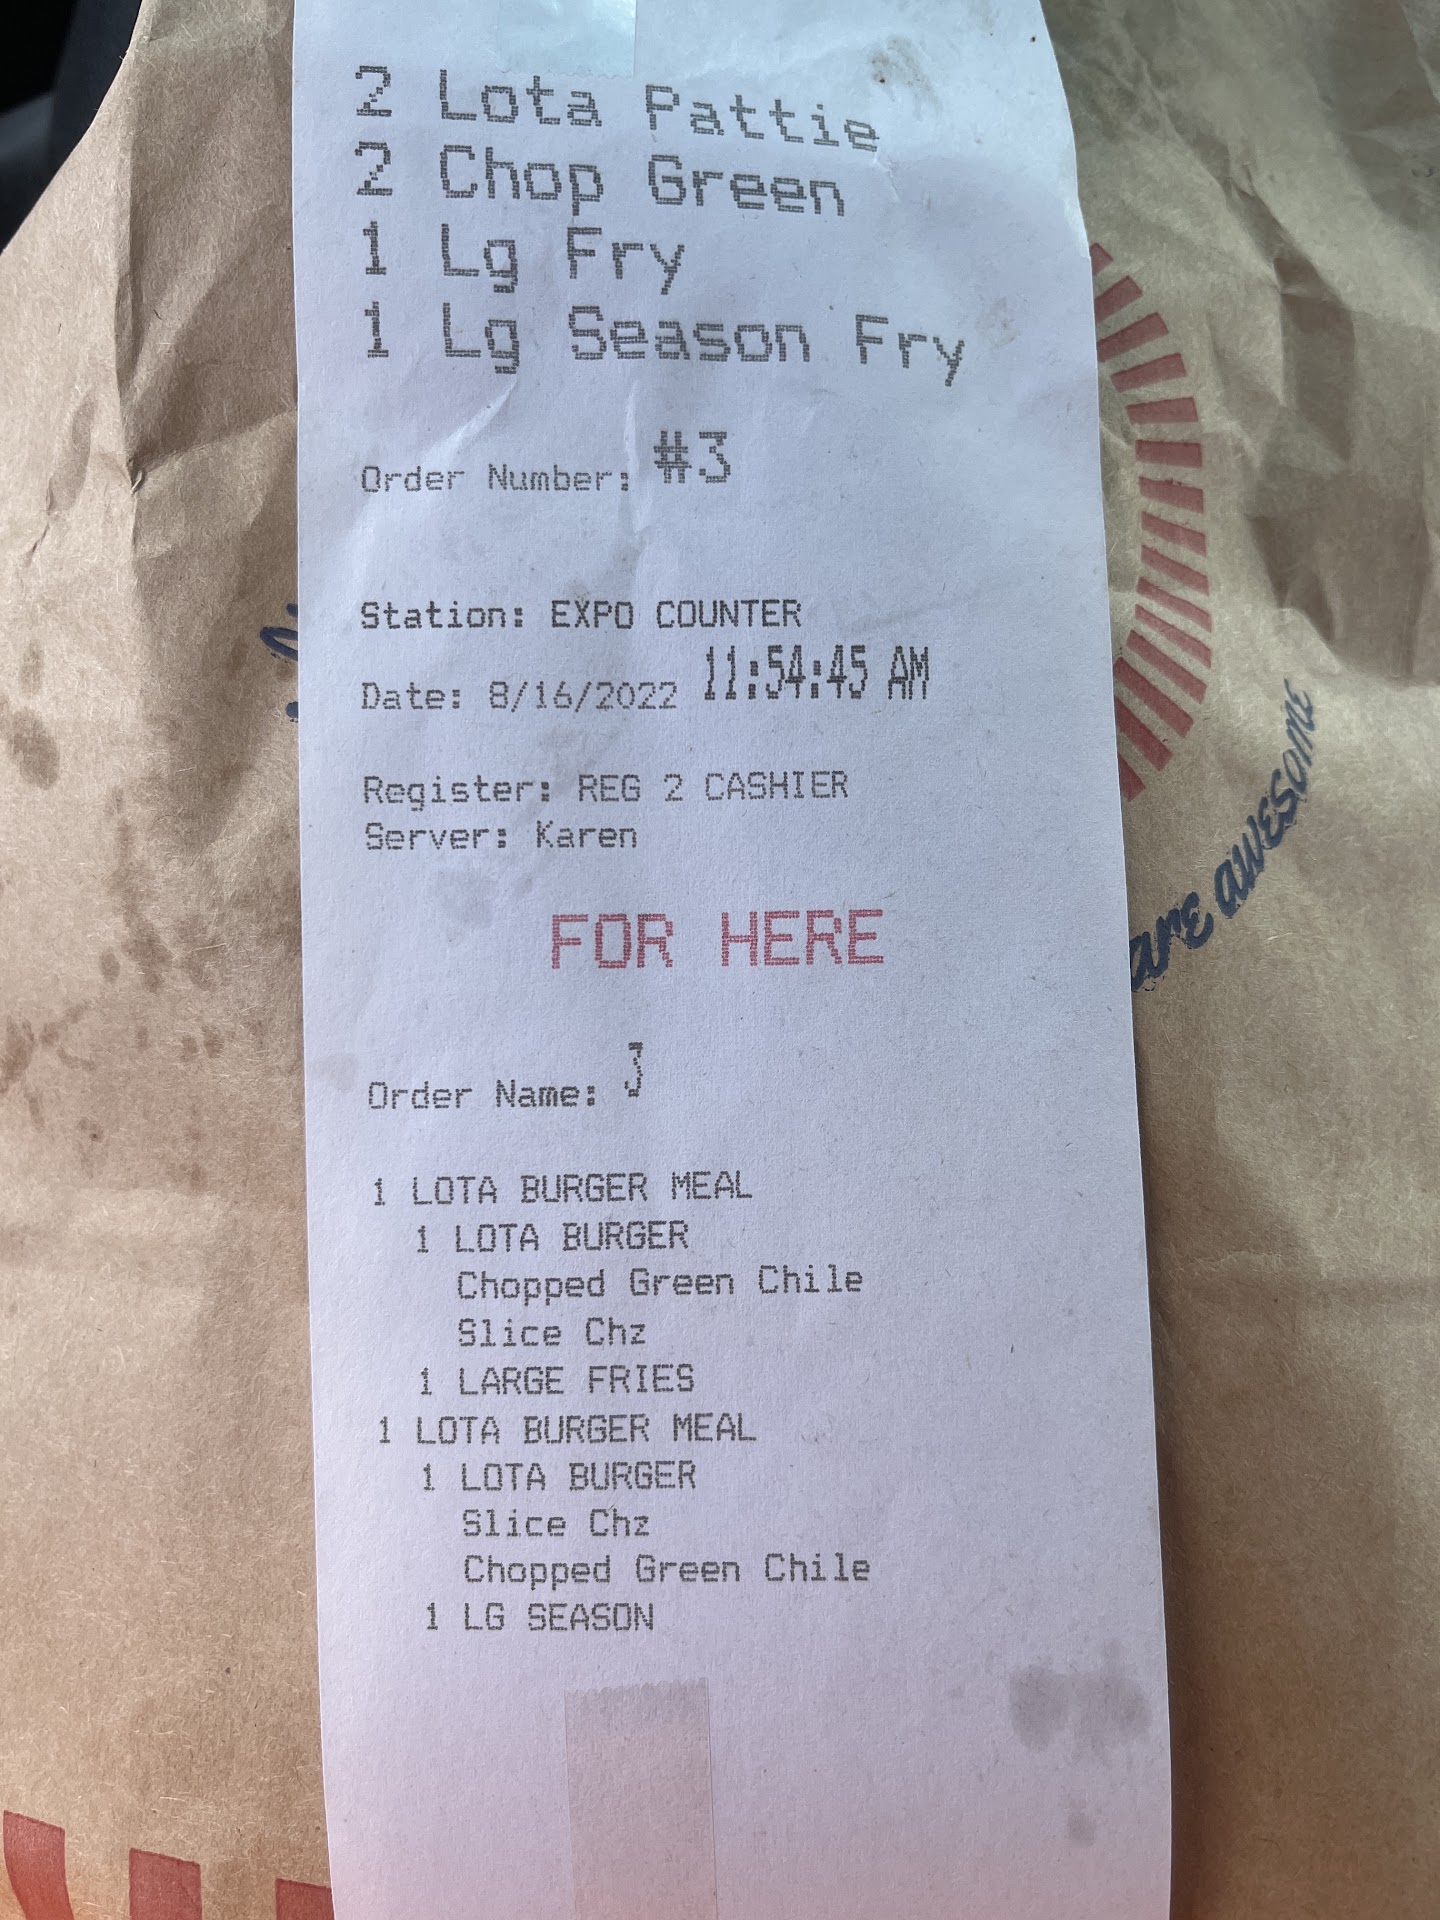 2 Lota Pattie
2 Chop Green
1 Lg Fry
1 Lg Season Fry
Order Number: #3
Station: EXPO COUNTER
Date: 8/16/2022 11:54:45 AM
Register: REG 2 CASHIER
Server: Karen
FOR HERE
Order Name: J
1 LOTA BURGER MEAL
1 LOTA BURGER
Chopped Green Chile
Slice Chz
1 LARGE FRIES
1 LOTA BURGER MEAL
1 LOTA BURGER
Slice Chz
Chopped Green Chile
1 LG SEASON
are awesome